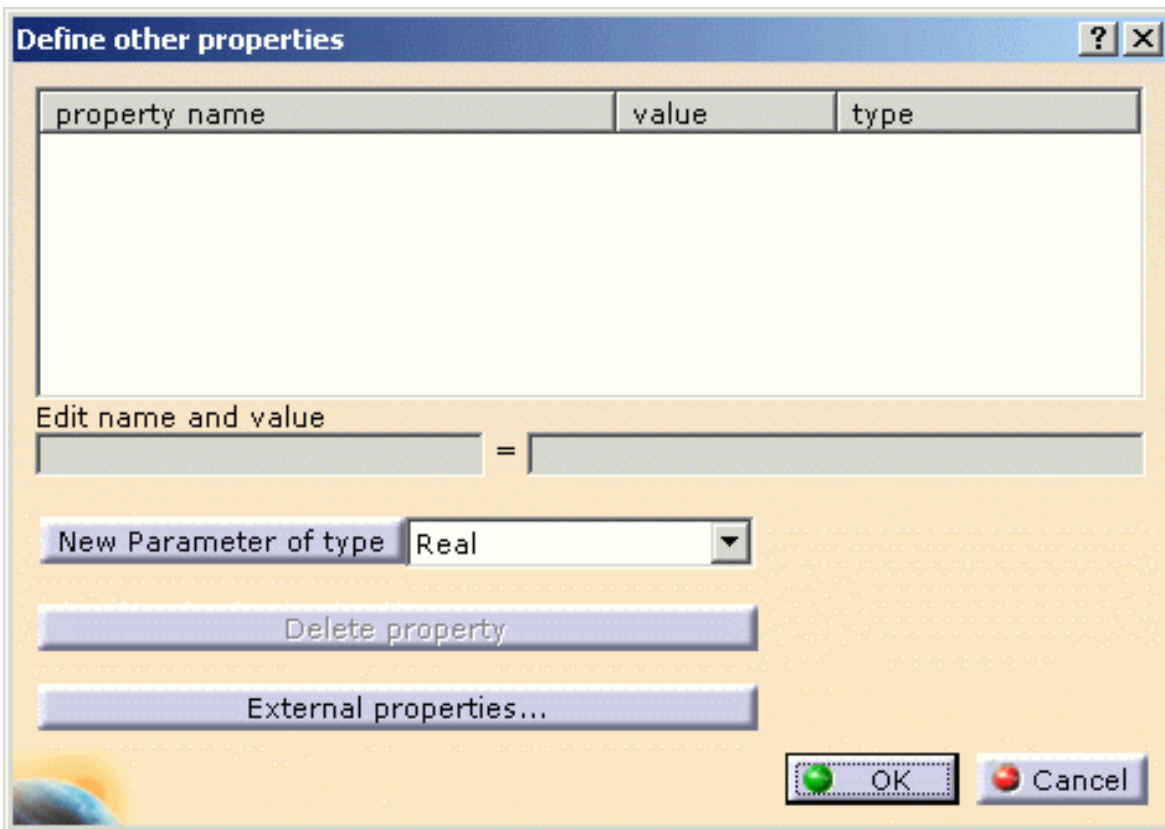 Define other properties
property name value type
Edit name and value
=
New Parameter of type Real
Delete property
External properties...
OK Cancel